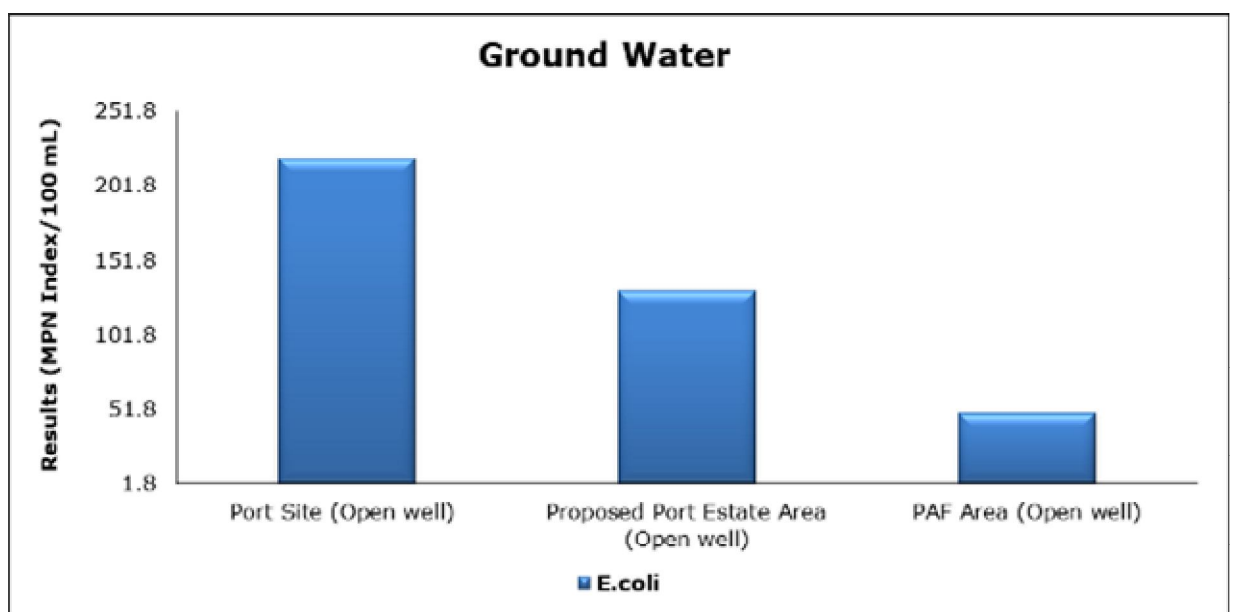 Ground Water
Results (MPN Index/100 mL)
251.8
201.8
151.8
101.8
51.8
1.8
Port Site (Open well)
Proposed Port Estate Area
(Open well)
PAF Area (Open well)
E.coli